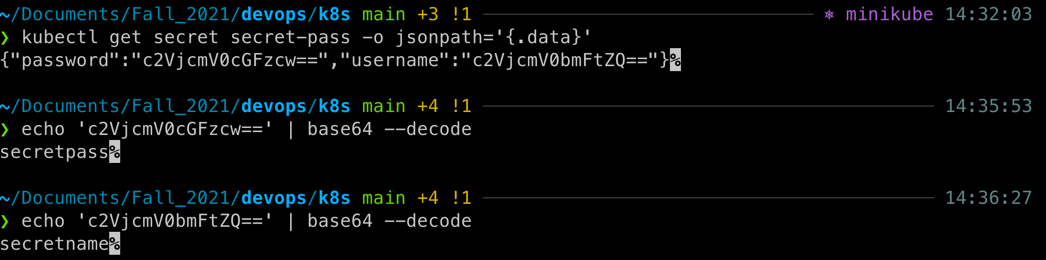 ~/Documents/Fall_2021/devops/k8s main +3 !1 ⎈ minikube 14:32:03
❯ kubectl get secret secret-pass -o jsonpath='{.data}'
{"password":"c2VjcmV0cGFzcw==","username":"c2VjcmV0bmFtZQ=="}%
~/Documents/Fall_2021/devops/k8s main +4 !1 14:35:53
❯ echo 'c2VjcmV0cGFzcw==' | base64 --decode
secretpass%
~/Documents/Fall_2021/devops/k8s main +4 !1 14:36:27
❯ echo 'c2VjcmV0bmFtZQ==' | base64 --decode
secretname%